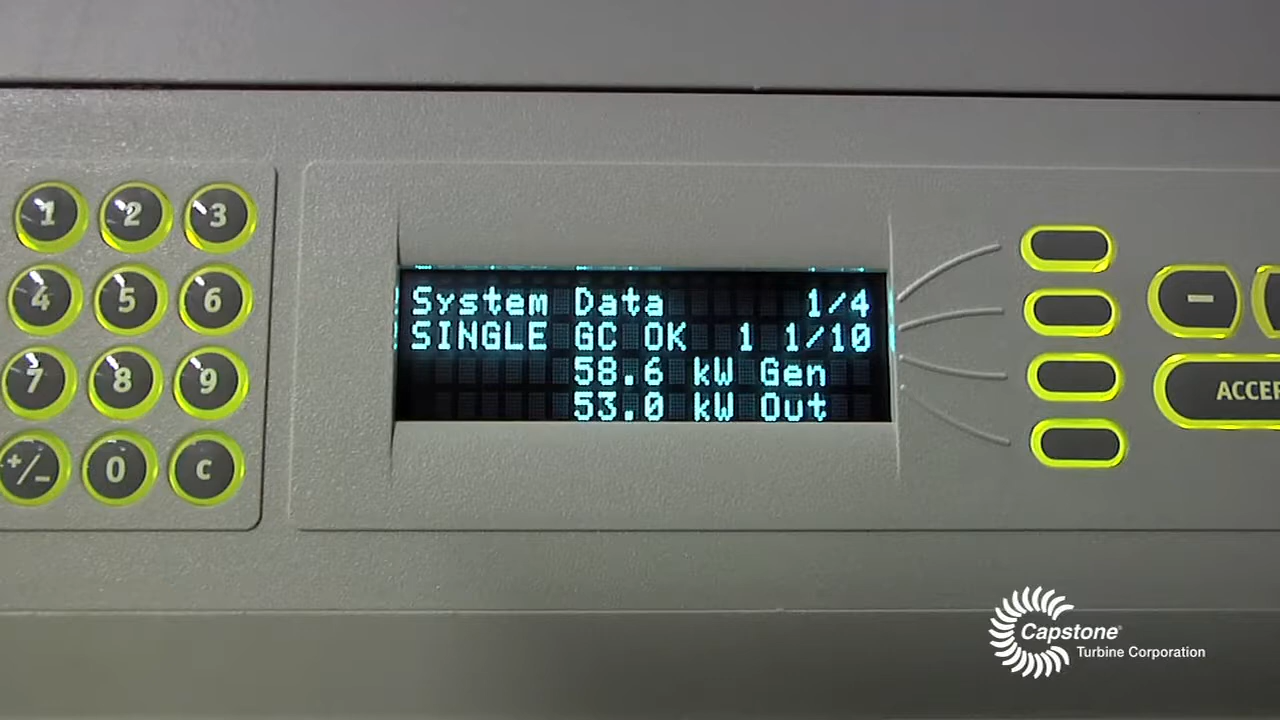 1 2 3
4 5 6
7 8 9
+/- 0 C
System Data 1/4
SINGLE GC OK 1 1/10
58.6 kW Gen
53.0 kW Out
-
Capstone®
Turbine Corporation